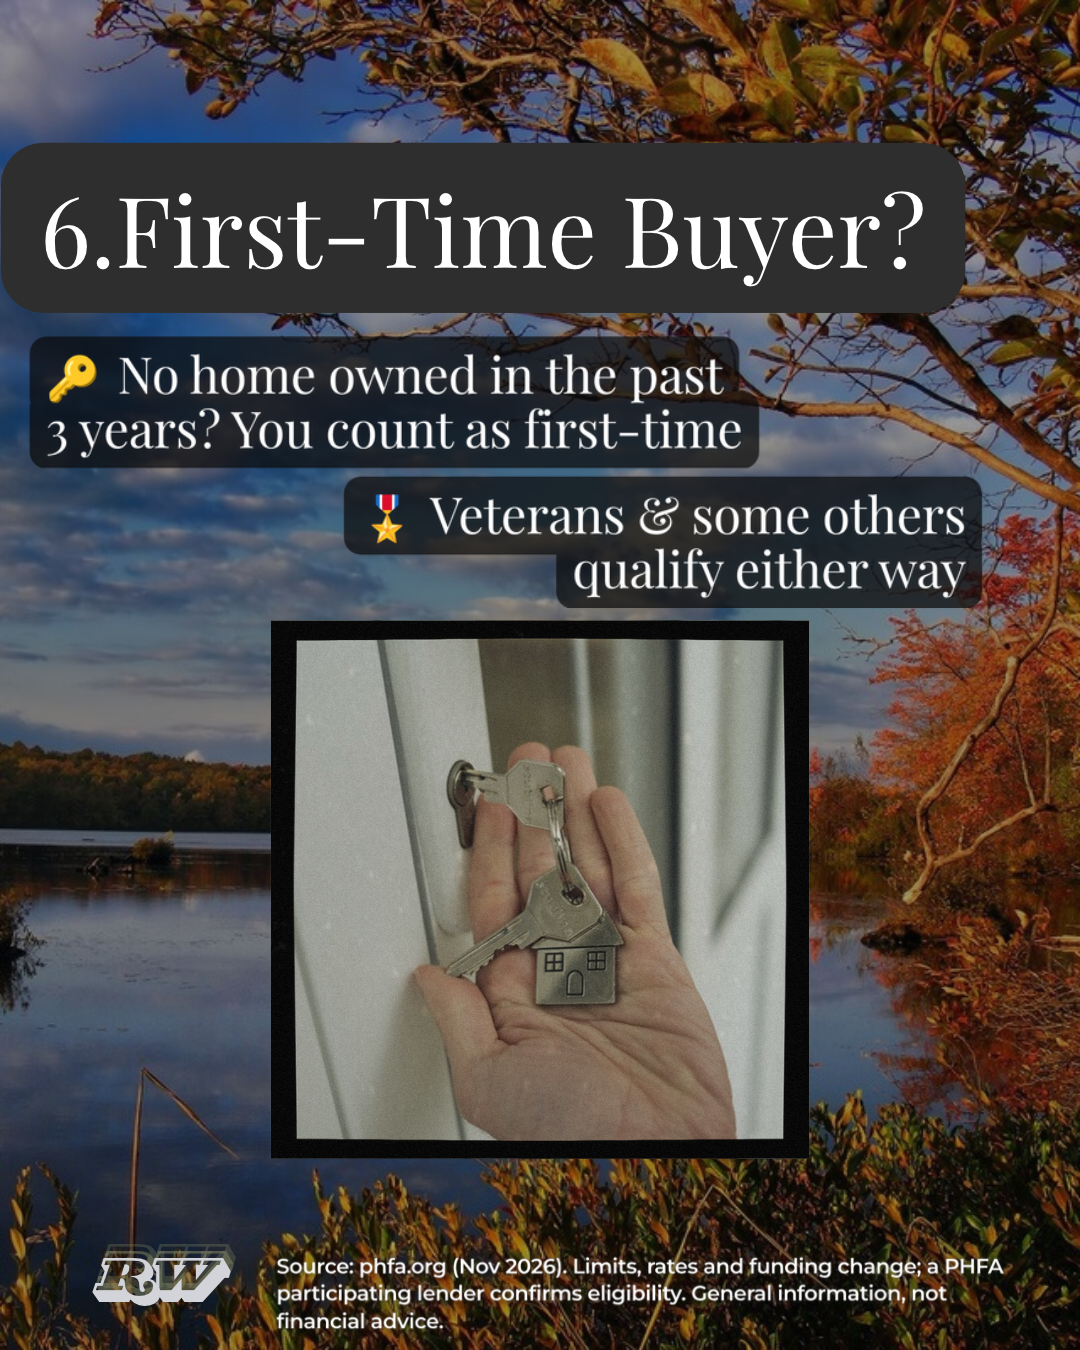 6.First-Time Buyer?
🔑 No home owned in the past
3 years? You count as first-time
🎖️ Veterans & some others
qualify either way
RW
Source: phfa.org (Nov 2026). Limits, rates and funding change; a PHFA
participating lender confirms eligibility. General information, not
financial advice.